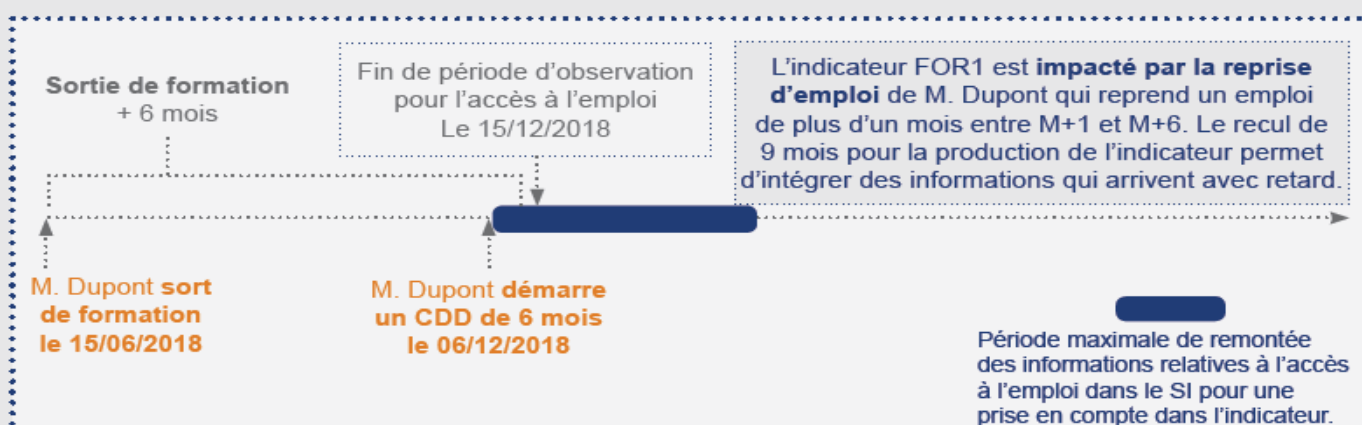 Sortie de formation
+ 6 mois
Fin de période d’observation
pour l’accès à l’emploi
Le 15/12/2018
L’indicateur FOR1 est impacté par la reprise
d’emploi de M. Dupont qui reprend un emploi
de plus d’un mois entre M+1 et M+6. Le recul de
9 mois pour la production de l’indicateur permet
d’intégrer des informations qui arrivent avec retard.
M. Dupont sort
de formation
le 15/06/2018
M. Dupont démarre
un CDD de 6 mois
le 06/12/2018
Période maximale de remontée
des informations relatives à l’accès
à l’emploi dans le SI pour une
prise en compte dans l’indicateur.